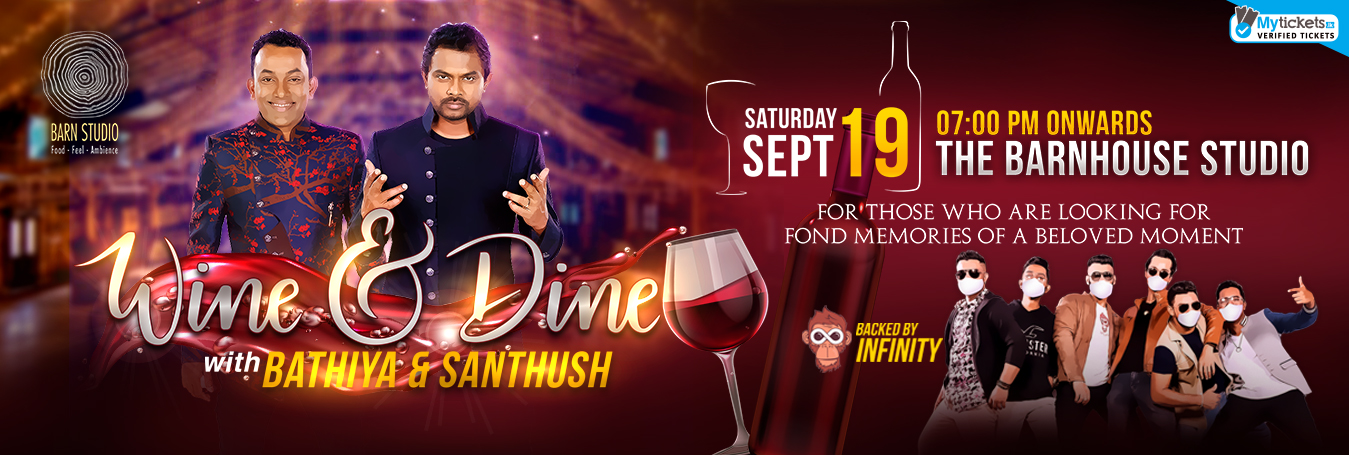 BARN STUDIO
Food - Feel - Ambience
Wine & Dine
with BATHIYA & SANTHUSH
SATURDAY
SEPT 19
07:00 PM ONWARDS
THE BARNHOUSE STUDIO
FOR THOSE WHO ARE LOOKING FOR
FOND MEMORIES OF A BELOVED MOMENT
BACKED BY
INFINITY
Mytickets.lk
VERIFIED TICKETS